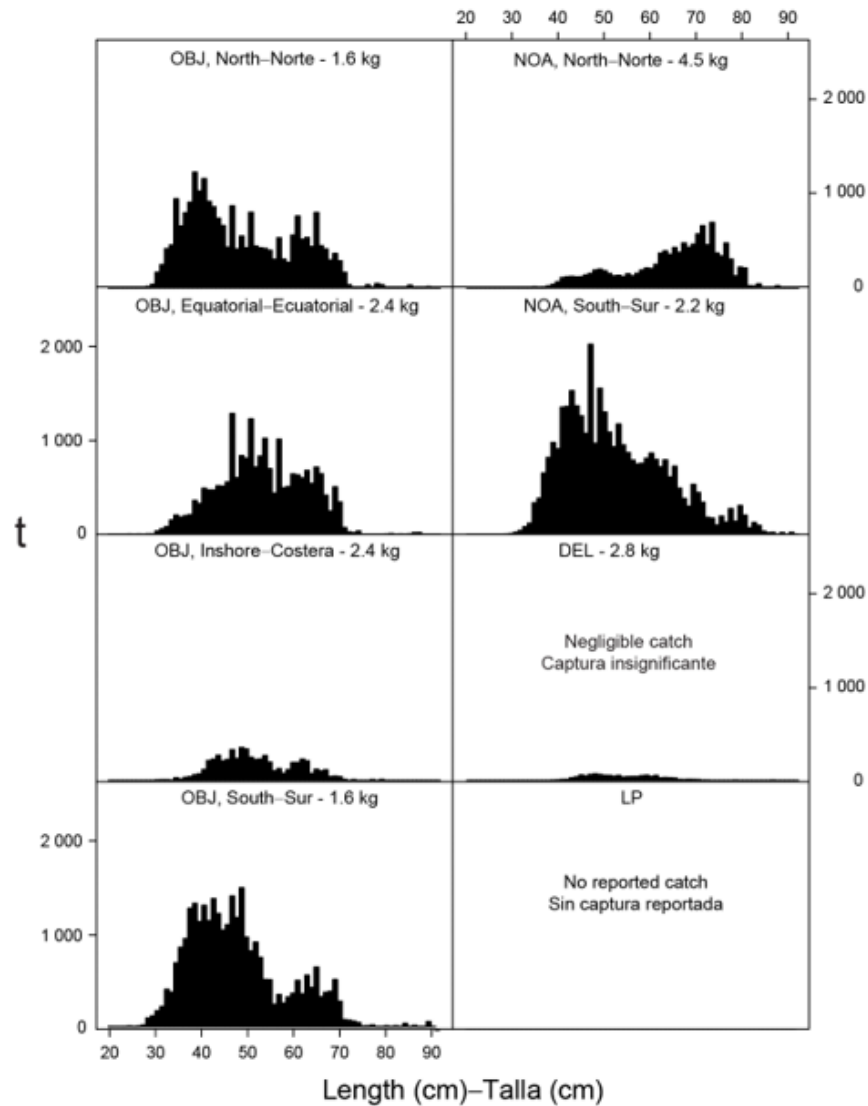 20 30 40 50 60 70 80 90
OBJ, North–Norte - 1.6 kg
NOA, North-Norte - 4.5 kg
2 000
1 000
0
OBJ, Equatorial–Ecuatorial - 2.4 kg
NOA, South–Sur - 2.2 kg
2 000
1 000
0
t
OBJ, Inshore–Costera - 2.4 kg
DEL - 2.8 kg
2 000
Negligible catch
Captura insignificante
1 000
0
OBJ, South–Sur - 1.6 kg
LP
2 000
No reported catch
Sin captura reportada
1 000
0
20 30 40 50 60 70 80 90
Length (cm)–Talla (cm)